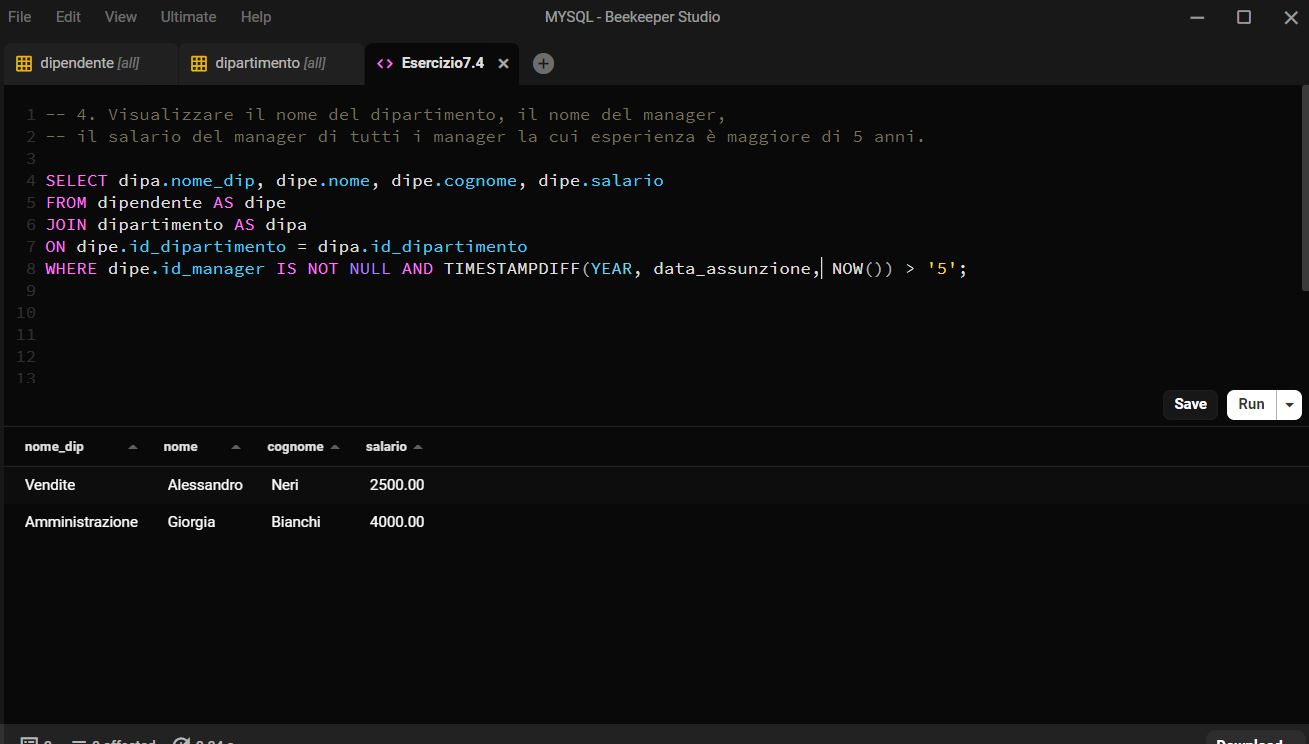 File Edit View Ultimate Help MYSQL - Beekeeper Studio
dipendente [all] dipartimento [all] <> Esercizio7.4
1 -- 4. Visualizzare il nome del dipartimento, il nome del manager,
2 -- il salario del manager di tutti i manager la cui esperienza è maggiore di 5 anni.
3
4 SELECT dipa.nome_dip, dipe.nome, dipe.cognome, dipe.salario
5 FROM dipendente AS dipe
6 JOIN dipartimento AS dipa
7 ON dipe.id_dipartimento = dipa.id_dipartimento
8 WHERE dipe.id_manager IS NOT NULL AND TIMESTAMPDIFF(YEAR, data_assunzione, NOW()) > '5';
9
10
11
12
13
Save Run
nome_dip nome cognome salario
Vendite Alessandro Neri 2500.00
Amministrazione Giorgia Bianchi 4000.00
Download